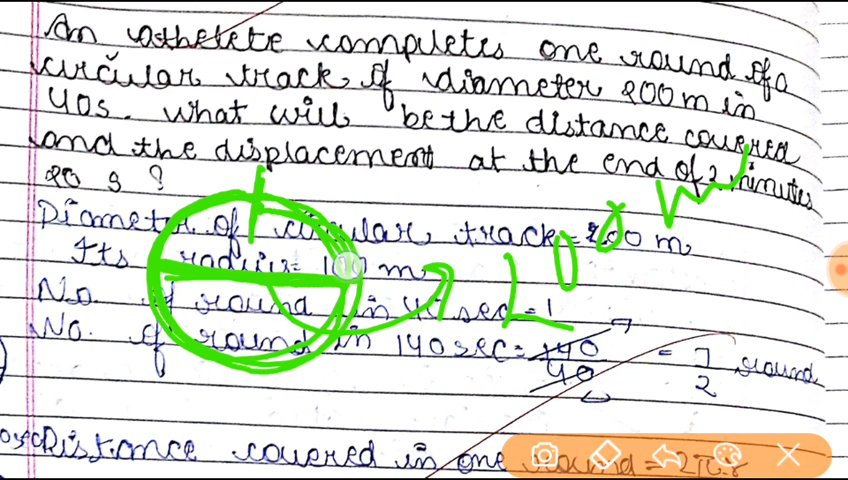 An athelete completes one round of a
circular track of diameter 200 m in
40s. What will be the distance covered
and the displacement at the end of 2 minutes
20 s ?
Diameter of circular track = 200 m
Its radius = 100 m
200 m
No. of round in 40 sec = 1
No. of round in 140 sec = 140/40 = 7/2 round
7
2
Distance covered in one round = 2πr